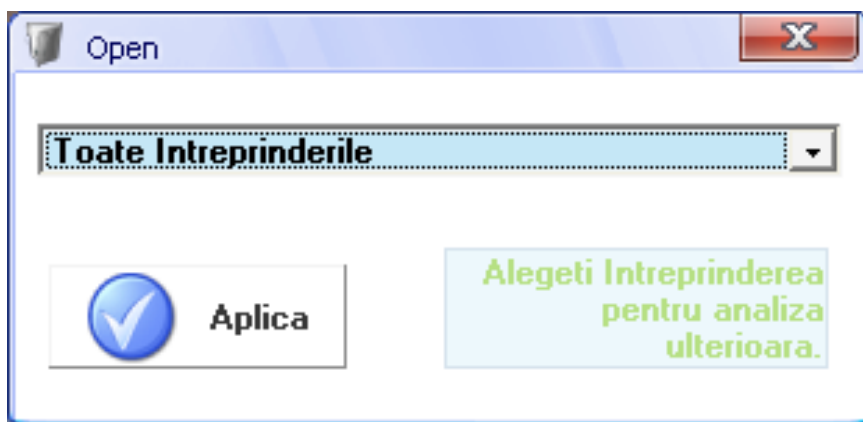 Open
Toate Intreprinderile
Aplica
Alegeti Intreprinderea
pentru analiza
ulterioara.